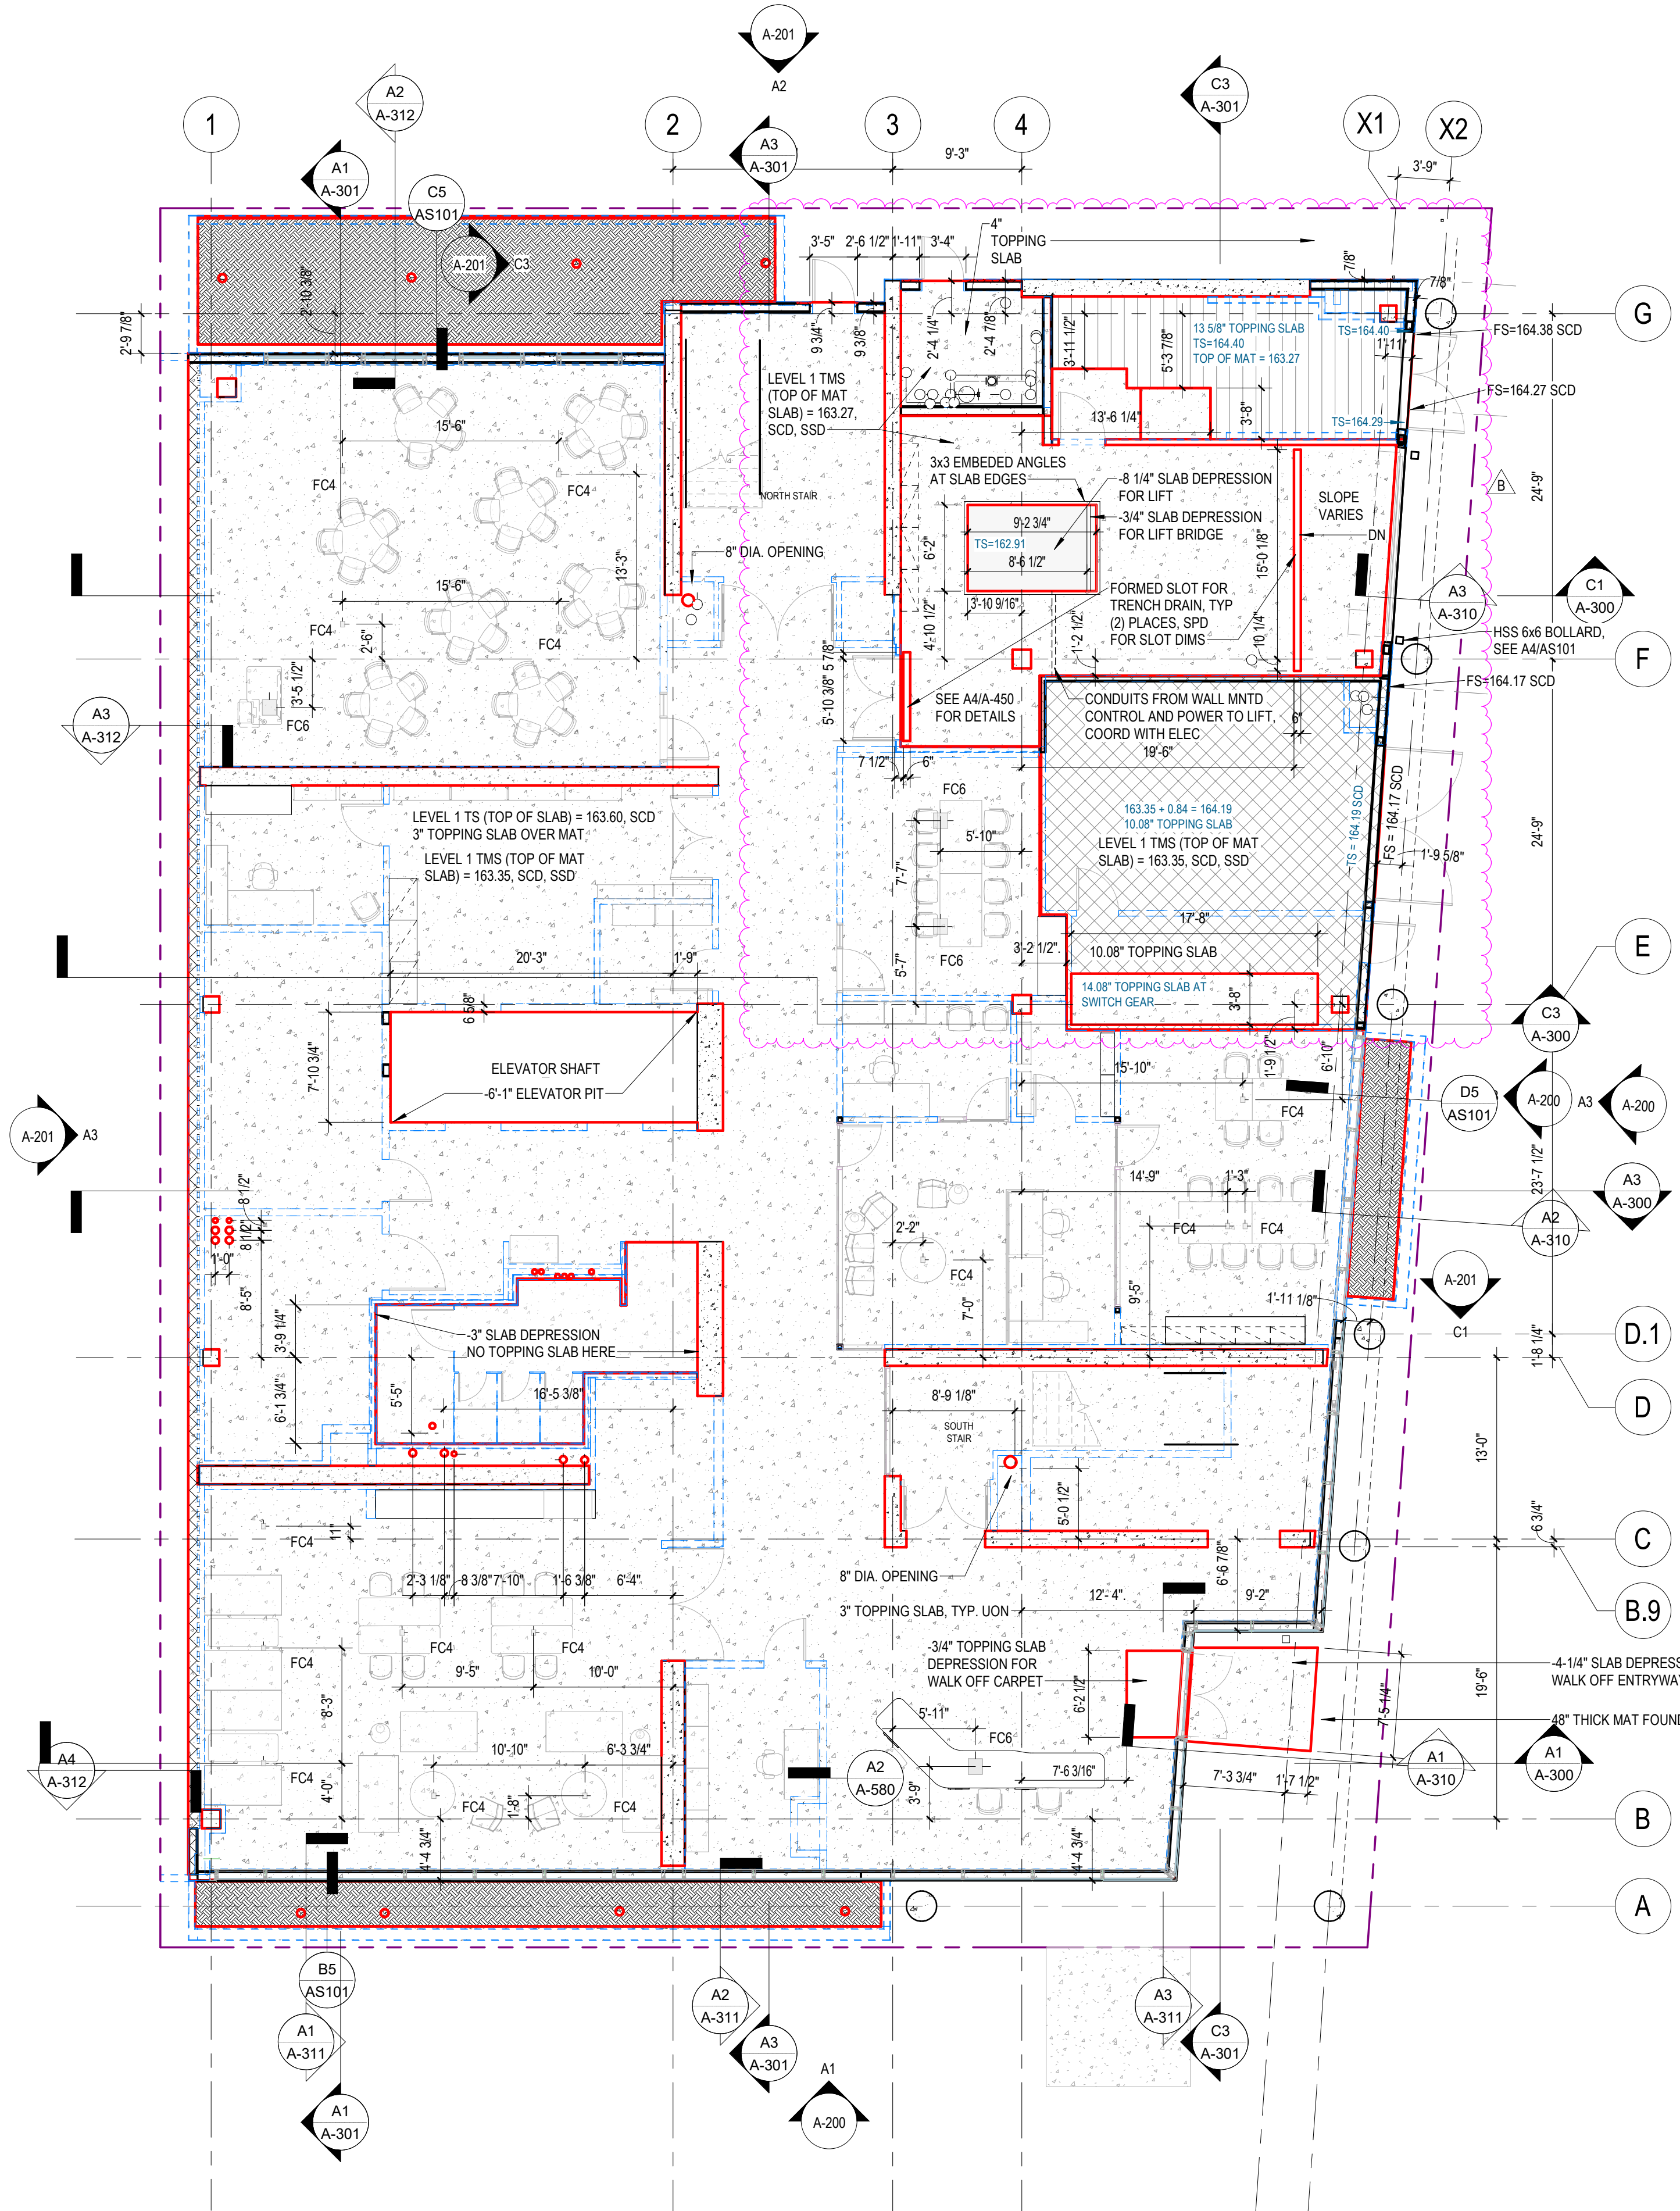 A-201
A2
A2
A-312
C3
A-301
1
2
3
4
X1
X2
A3
A-301
9'-3"
3'-9"
A1
A-301
C5
AS101
A-201
C3
4"
TOPPING
SLAB
3'-5"
2'-6 1/2"
1'-11"
3'-4"
7/8"
7/8"
2'-10 3/8"
2'-9 7/8"
G
9 3/4"
9 3/8"
2'-4 1/4"
2'-4 7/8"
3'-11 1/2"
5'-3 7/8"
13 5/8" TOPPING SLAB
TS=164.40
TOP OF MAT = 163.27
TS=164.40
1'-11"
FS=164.38 SCD
LEVEL 1 TMS
(TOP OF MAT
SLAB) = 163.27,
SCD, SSD
FS=164.27 SCD
13'-6 1/4"
3'-8"
TS=164.29
15'-6"
3x3 EMBEDED ANGLES
AT SLAB EDGES
-8 1/4" SLAB DEPRESSION
FOR LIFT
-3/4" SLAB DEPRESSION
FOR LIFT BRIDGE
SLOPE
VARIES
DN
B
24'-9"
FC4
FC4
NORTH STAIR
9'-2 3/4"
TS=162.91
8'-6 1/2"
6'-2"
15'-0 1/8"
8" DIA. OPENING
13'-3"
15'-6"
FORMED SLOT FOR
TRENCH DRAIN, TYP
(2) PLACES, SPD
FOR SLOT DIMS
3'-10 9/16"
4'-10 1/2"
1'-2 1/2"
10 1/4"
A3
A-310
C1
A-300
HSS 6x6 BOLLARD,
SEE A4/AS101
FC4
2'-6"
FC4
F
5 7/8"
5'-10 3/8"
3'-5 1/2"
FC6
SEE A4/A-450
FOR DETAILS
CONDUITS FROM WALL MNTD
CONTROL AND POWER TO LIFT,
COORD WITH ELEC
19'-6"
6"
FS=164.17 SCD
A3
A-312
7 1/2"
6"
FC6
LEVEL 1 TS (TOP OF SLAB) = 163.60, SCD
3" TOPPING SLAB OVER MAT
LEVEL 1 TMS (TOP OF MAT
SLAB) = 163.35, SCD, SSD
5'-10"
7'-7"
163.35 + 0.84 = 164.19
10.08" TOPPING SLAB
LEVEL 1 TMS (TOP OF MAT
SLAB) = 163.35, SCD, SSD
TS = 164.19 SCD
FS = 164.17 SCD
1'-9 5/8"
24'-9"
17'-8"
3'-2 1/2".
10.08" TOPPING SLAB
E
20'-3"
1'-9"
5'-7"
FC6
14.08" TOPPING SLAB AT
SWITCH GEAR
3'-8"
6 5/8"
7'-10 3/4"
ELEVATOR SHAFT
-6'-1" ELEVATOR PIT
1'-9 1/2"
6'-10"
15'-10"
FC4
C3
A-300
D5
AS101
A-200
A3
A-200
A-201
A3
23'-7 1/2"
14'-9"
1'-3"
A3
A-300
8 1/2"
8 1/2"
1'-0"
8'-5"
2'-2"
FC4
FC4
FC4
A2
A-310
7'-0"
9'-5"
A-201
C1
1'-11 1/8"
3'-9 1/4"
-3" SLAB DEPRESSION
NO TOPPING SLAB HERE
D.1
1'-8 1/4"
6'-1 3/4"
5'-5"
16'-5 3/8"
8'-9 1/8"
SOUTH
STAIR
D
13'-0"
5'-0 1/2"
11"
FC4
6 3/4"
C
2'-3 1/8"
8 3/8"
7'-10"
1'-6 3/8"
6'-4"
8" DIA. OPENING
6'-6 7/8"
3" TOPPING SLAB, TYP. UON
12'- 4".
9'-2"
B.9
FC4
FC4
FC4
9'-5"
10'-0"
-3/4" TOPPING SLAB
DEPRESSION FOR
WALK OFF CARPET
-4-1/4" SLAB DEPRESS
WALK OFF ENTRYWA
8'-3"
6'-2 1/2"
7'-5 1/4"
19'-6"
5'-11"
FC6
48" THICK MAT FOUND
10'-10"
6'-3 3/4"
A4
A-312
FC4
4'-0"
FC4
1'-8"
FC4
A2
A-580
3'-9"
7'-6 3/16"
7'-3 3/4"
1'-7 1/2"
A1
A-310
A1
A-300
B
4'-4 3/4"
4'-4 3/4"
A
B5
AS101
A1
A-311
A2
A-311
A3
A-301
A3
A-311
C3
A-301
A1
A-301
A1
A-200